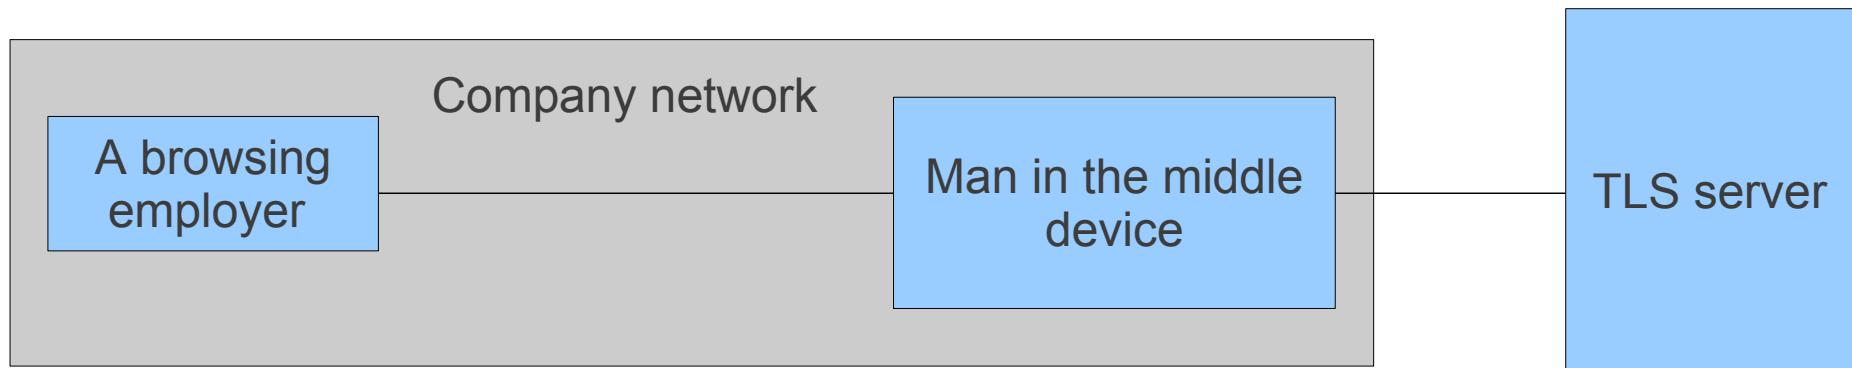 Company network
A browsing
employer
Man in the middle
device
TLS server